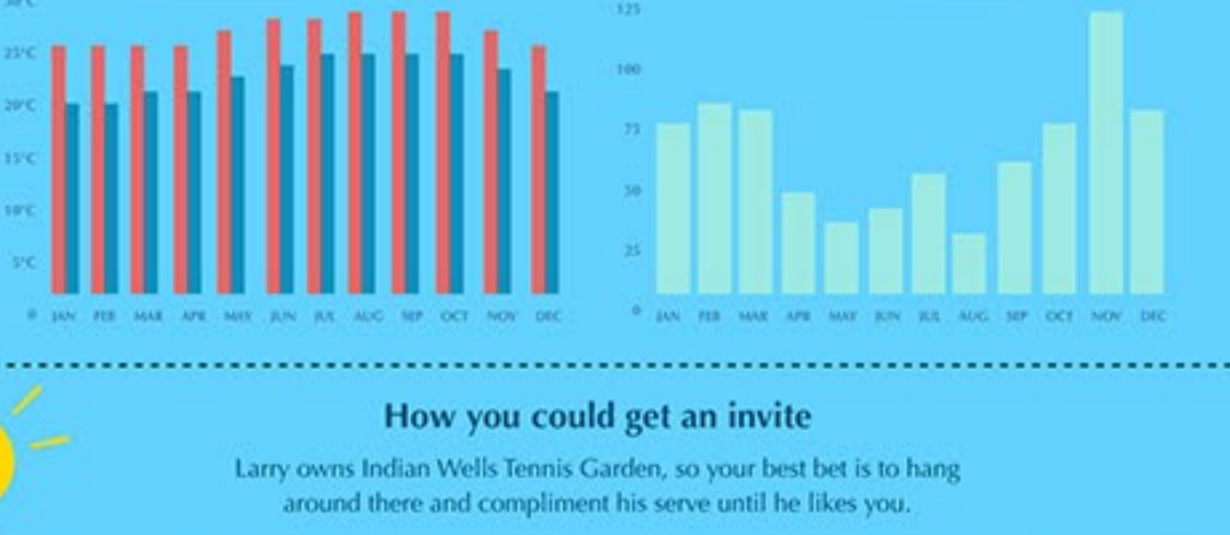 30°C
25°C
20°C
15°C
10°C
5°C
0
JAN FEB MAR APR MAY JUN JUL AUG SEP OCT NOV DEC
125
100
75
50
25
0
JAN FEB MAR APR MAY JUN JUL AUG SEP OCT NOV DEC
How you could get an invite
Larry owns Indian Wells Tennis Garden, so your best bet is to hang
around there and compliment his serve until he likes you.